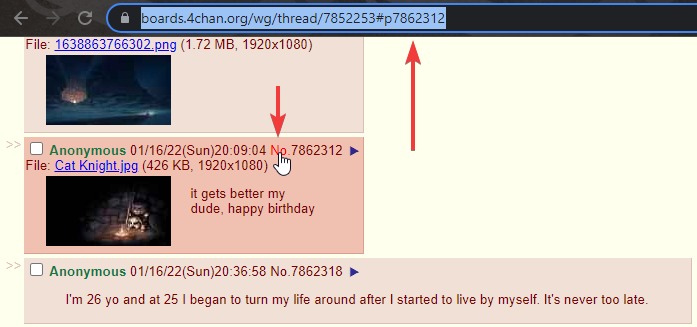 boards.4chan.org/wg/thread/7852253#p7862312
File: 1638863766302.png (1.72 MB, 1920x1080)
>> Anonymous 01/16/22(Sun)20:09:04 No.7862312 ▶
File: Cat Knight.jpg (426 KB, 1920x1080)
it gets better my
dude, happy birthday
>> Anonymous 01/16/22(Sun)20:36:58 No.7862318 ▶
I'm 26 yo and at 25 I began to turn my life around after I started to live by myself. It's never too late.